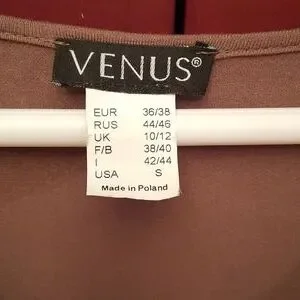 VENUS®
EUR 36/38
RUS 44/46
UK 10/12
F/B 38/40
I 42/44
USA S
Made in Poland